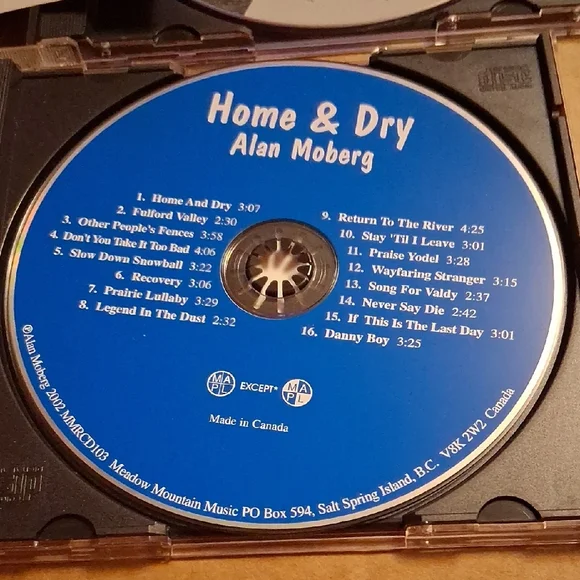 Home & Dry
Alan Moberg
1. Home And Dry 3:07
2. Fulford Valley 2:30
3. Other People's Fences 3:58
4. Don't You Take It Too Bad 4:06
5. Slow Down Snowball 3:22
6. Recovery 3:06
7. Prairie Lullaby 3:29
8. Legend In The Dust 2:32
9. Return To The River 4:25
10. Stay 'Til I Leave 3:01
11. Praise Yodel 3:28
12. Wayfaring Stranger 3:15
13. Song For Valdy 2:37
14. Never Say Die 2:42
15. If This Is The Last Day 3:01
16. Danny Boy 3:25
MAPL EXCEPT* MAPL
Made in Canada
℗Alan Moberg 2002 MMRCD103 Meadow Mountain Music PO Box 594, Salt Spring Island, B.C. V8K 2W2 Canada